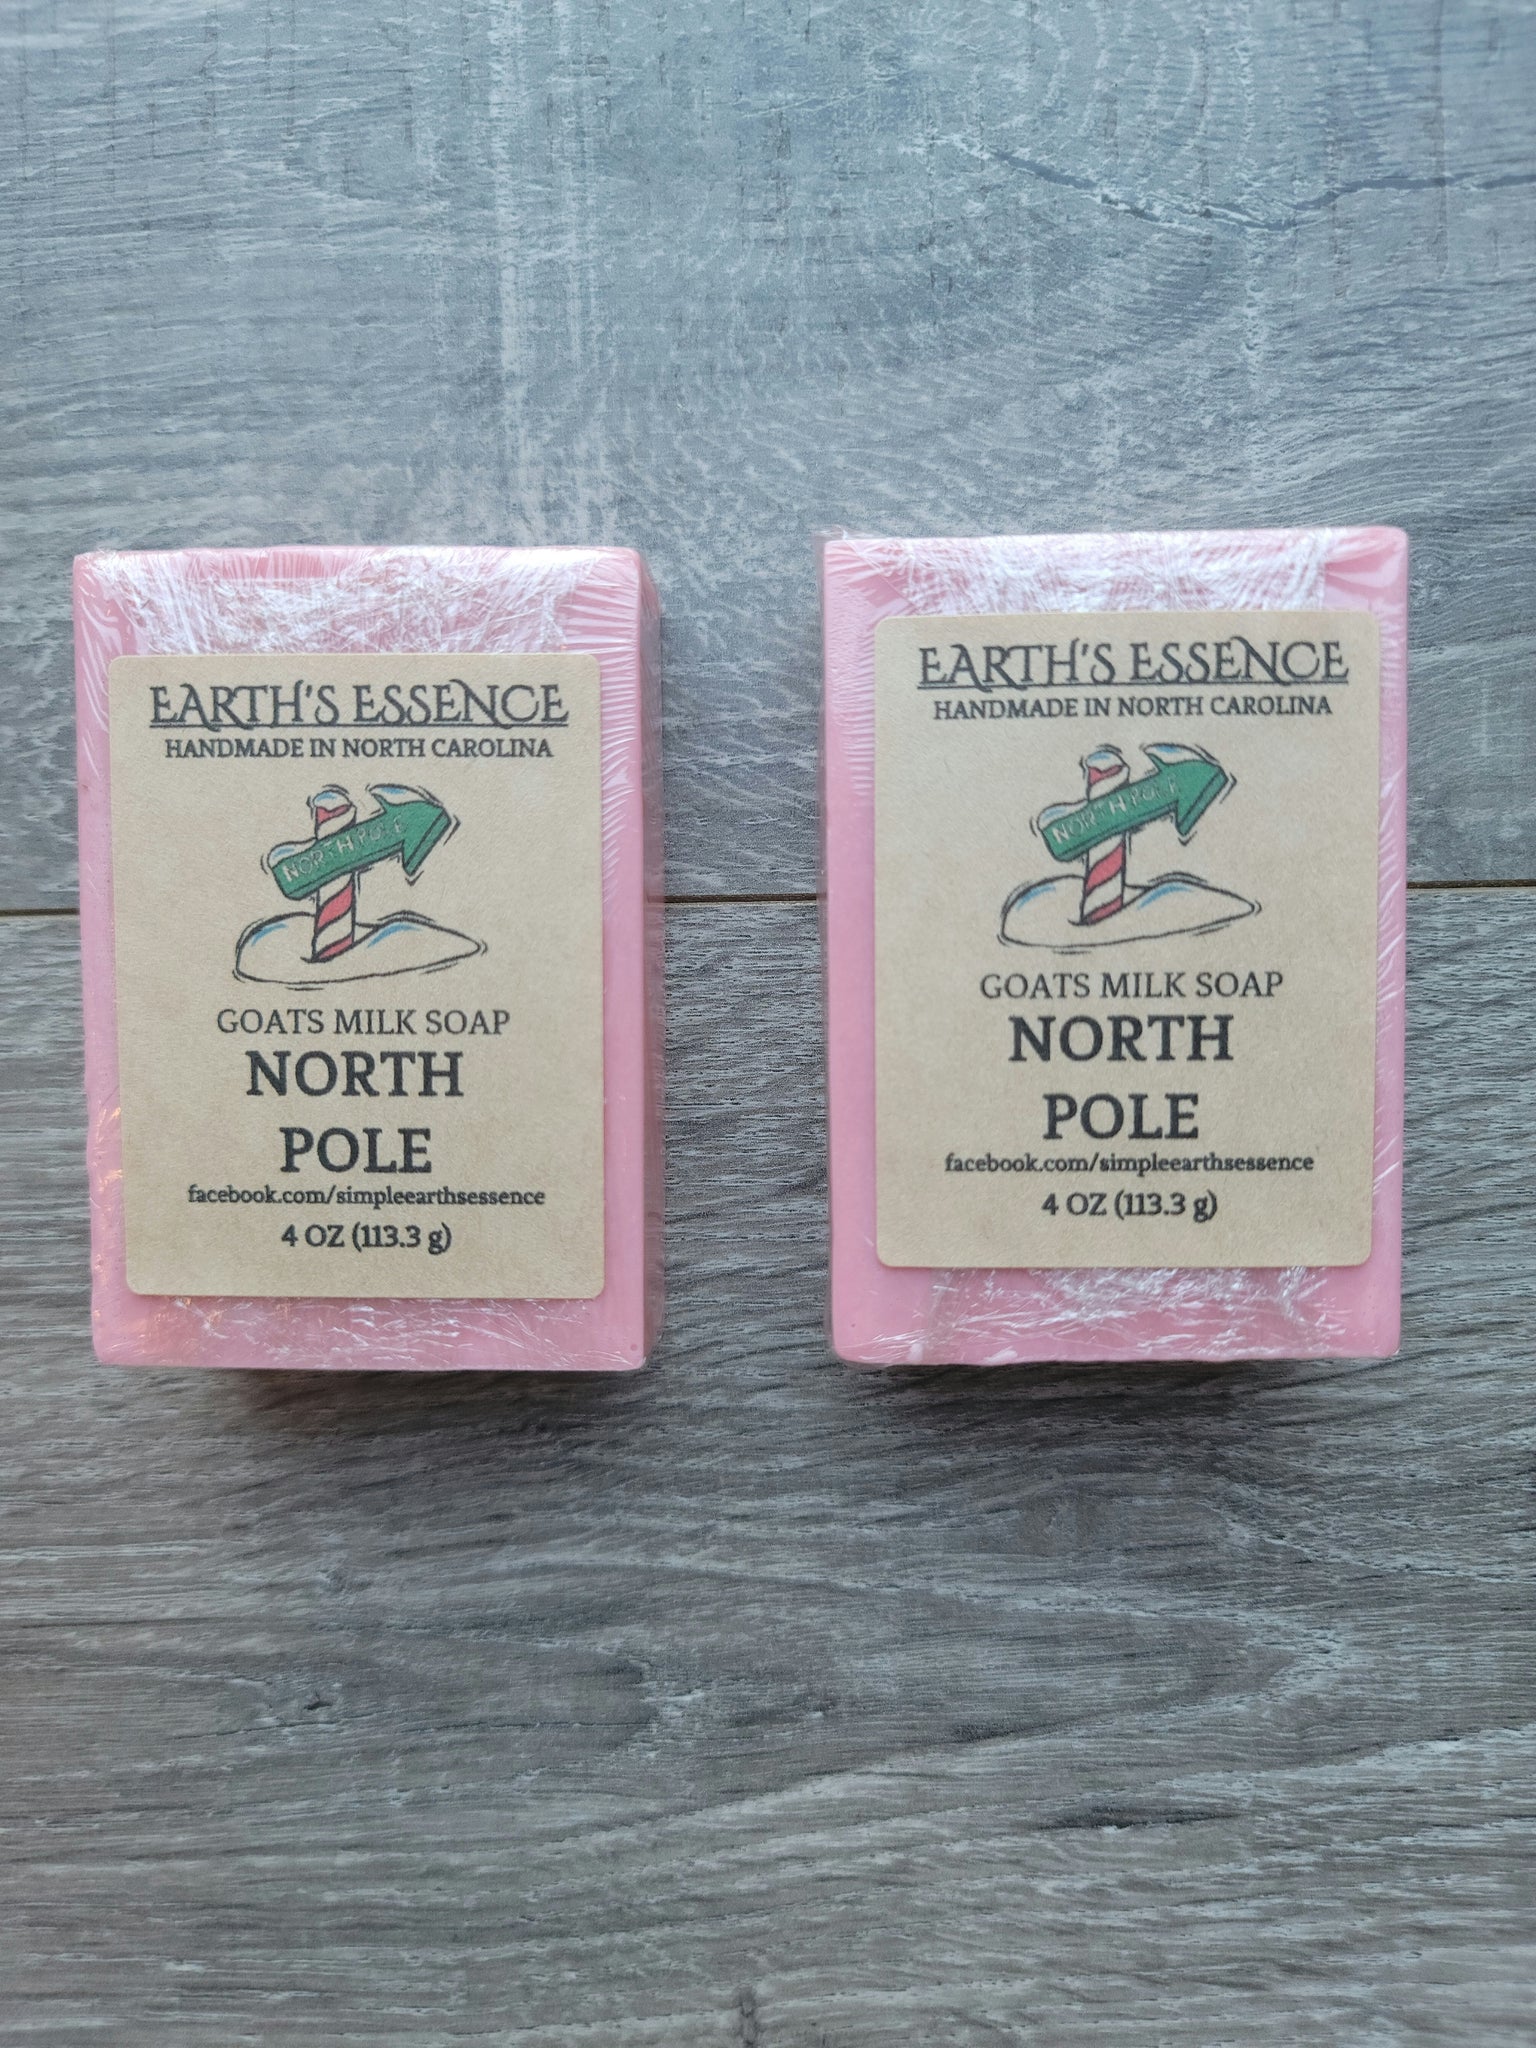 EARTH'S ESSENCE
HANDMADE IN NORTH CAROLINA
NORTH POLE
GOATS MILK SOAP
NORTH
POLE
facebook.com/simpleearthsessence
4 OZ (113.3 g)
EARTH'S ESSENCE
HANDMADE IN NORTH CAROLINA
NORTH POLE
GOATS MILK SOAP
NORTH
POLE
facebook.com/simpleearthsessence
4 OZ (113.3 g)